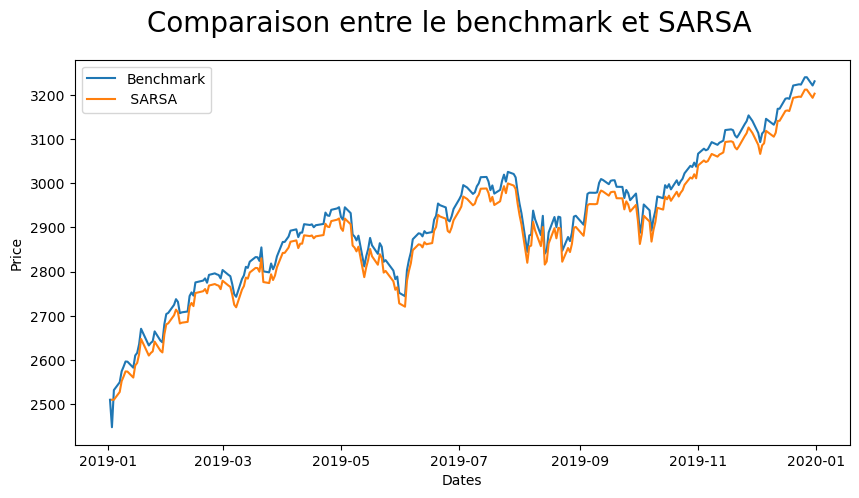 Comparaison entre le benchmark et SARSA
Benchmark
SARSA
3200
3100
3000
2900
2800
2700
2600
2500
Price
2019-01 2019-03 2019-05 2019-07 2019-09 2019-11 2020-01
Dates